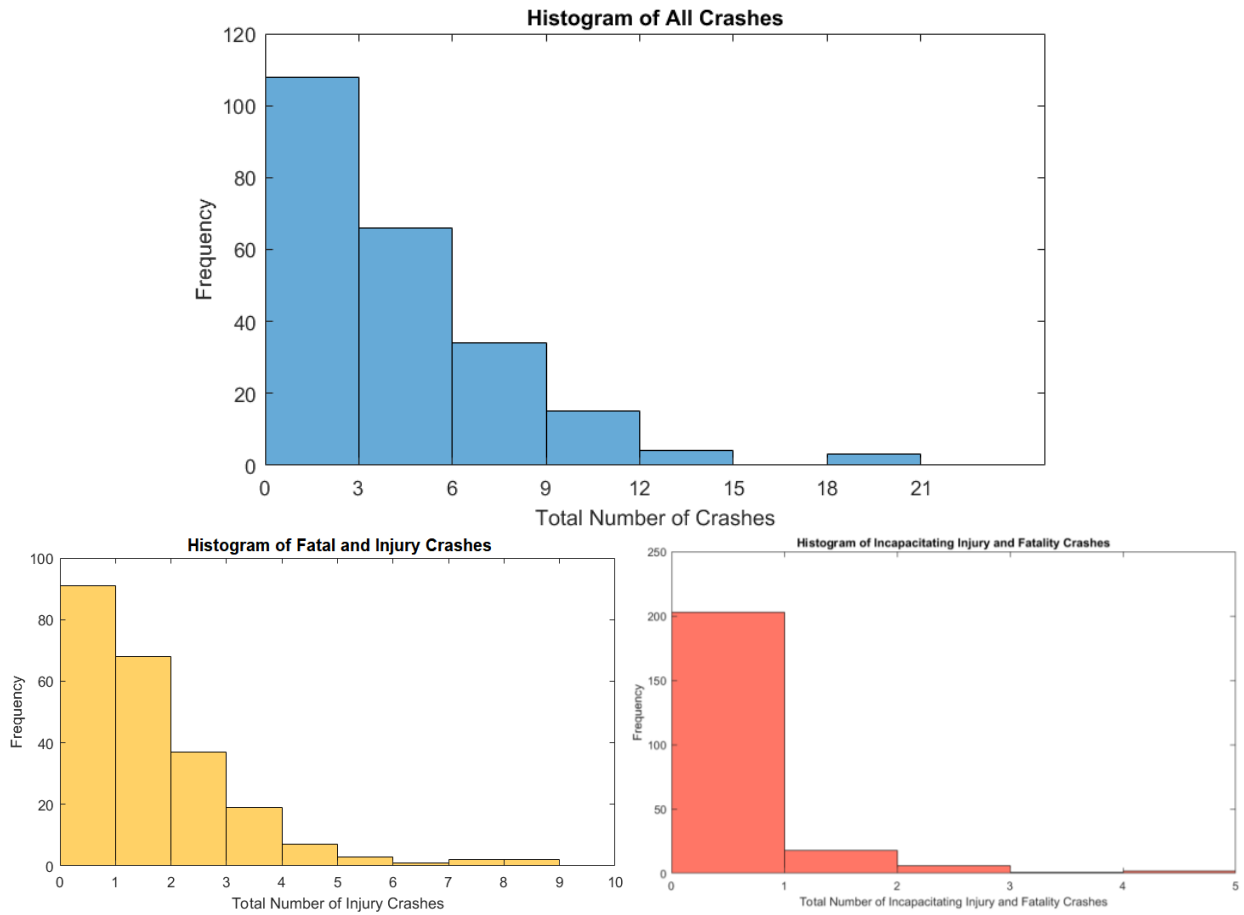 Histogram of All Crashes
120
100
80
60
40
20
0
Frequency
0 3 6 9 12 15 18 21
Total Number of Crashes
Histogram of Fatal and Injury Crashes
100
80
60
40
20
0
Frequency
0 1 2 3 4 5 6 7 8 9 10
Total Number of Injury Crashes
Histogram of Incapacitating Injury and Fatality Crashes
250
200
150
100
50
0
Frequency
0 1 2 3 4 5
Total Number of Incapacitating Injury and Fatality Crashes